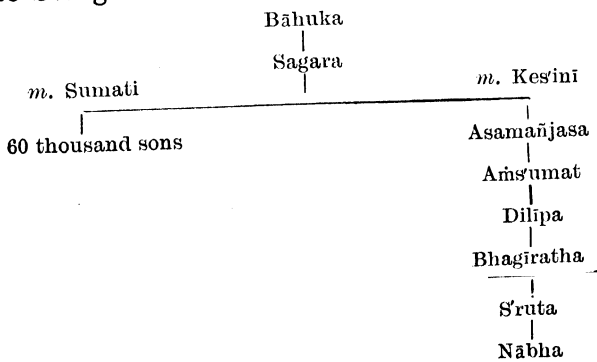 Bāhuka
Sagara
m. Sumati
m. Kes'inī
60 thousand sons
Asamañjasa
Aṁs'umat
Dilīpa
Bhagīratha
S'ruta
Nābha